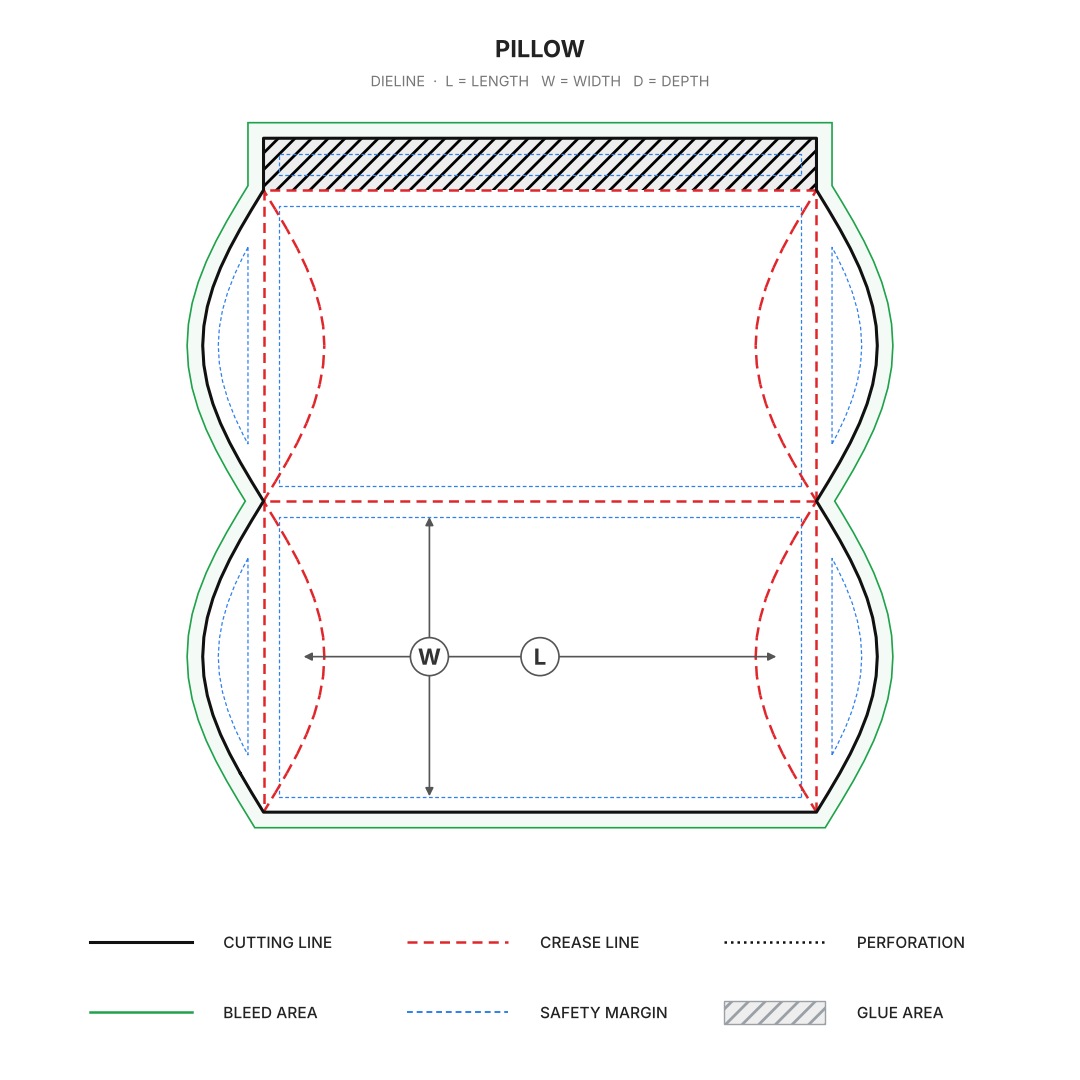 PILLOW
DIELINE · L = LENGTH W = WIDTH D = DEPTH
W L
CUTTING LINE CREASE LINE PERFORATION
BLEED AREA SAFETY MARGIN GLUE AREA